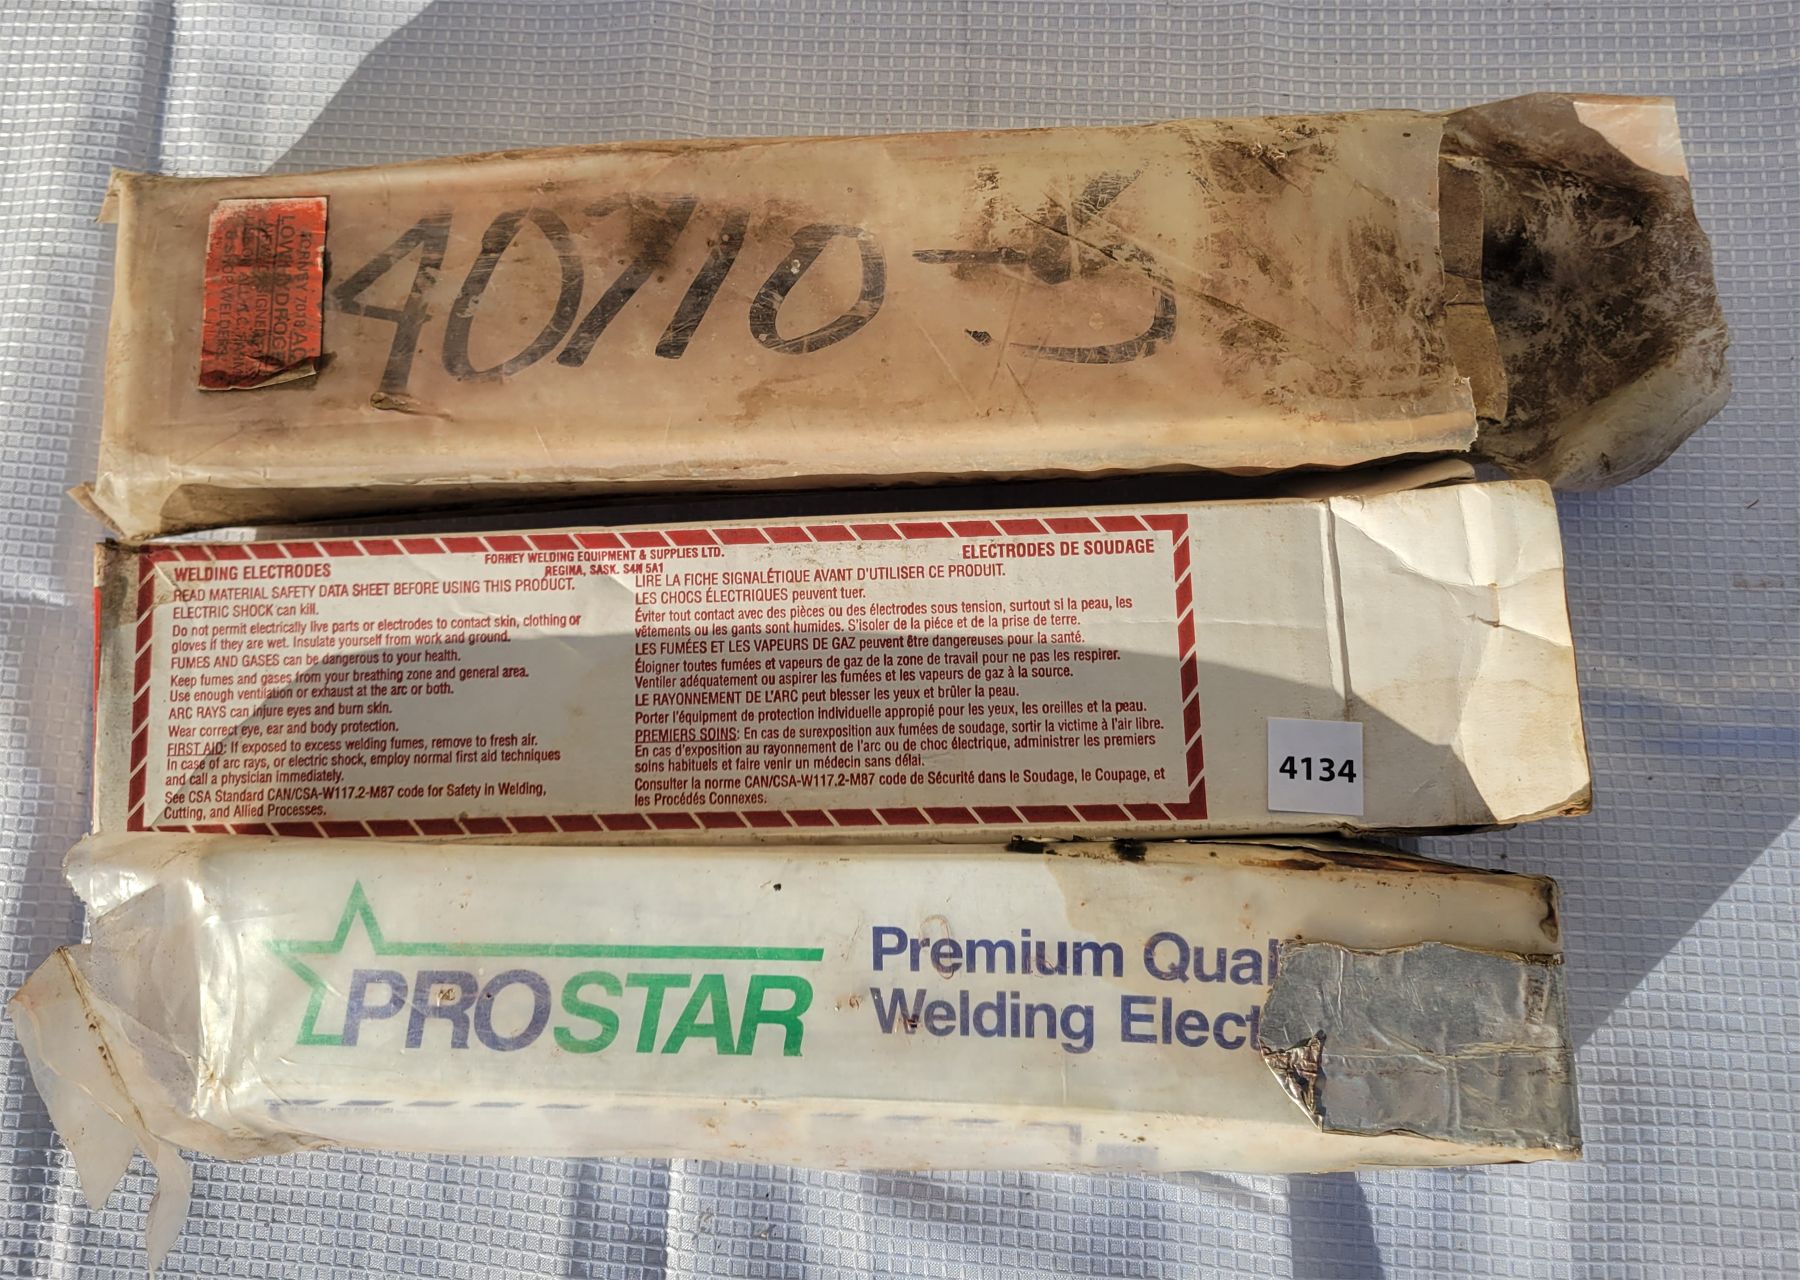 FORNEY 7018 AC
LOW HYDROGEN
SHOP WELDERS
40110-5
FORNEY WELDING EQUIPMENT & SUPPLIES LTD.
REGINA, SASK. S4N 5A1
WELDING ELECTRODES
READ MATERIAL SAFETY DATA SHEET BEFORE USING THIS PRODUCT.
ELECTRIC SHOCK can kill.
Do not permit electrically live parts or electrodes to contact skin, clothing or
gloves if they are wet. Insulate yourself from work and ground.
FUMES AND GASES can be dangerous to your health.
Keep fumes and gases from your breathing zone and general area.
Use enough ventilation or exhaust at the arc or both.
ARC RAYS can injure eyes and burn skin.
Wear correct eye, ear and body protection.
FIRST AID: If exposed to excess welding fumes, remove to fresh air.
In case of arc rays, or electric shock, employ normal first aid techniques
and call a physician immediately.
See CSA Standard CAN/CSA-W117.2-M87 code for Safety in Welding,
Cutting, and Allied Processes.
ELECTRODES DE SOUDAGE
LIRE LA FICHE SIGNALÉTIQUE AVANT D'UTILISER CE PRODUIT.
LES CHOCS ÉLECTRIQUES peuvent tuer.
Éviter tout contact avec des pièces ou des électrodes sous tension, surtout si la peau, les
vêtements ou les gants sont humides. S'isoler de la piéce et de la prise de terre.
LES FUMÉES ET LES VAPEURS DE GAZ peuvent être dangereuses pour la santé.
Éloigner toutes fumées et vapeurs de gaz de la zone de travail pour ne pas les respirer.
Ventiler adéquatement ou aspirer les fumées et les vapeurs de gaz à la source.
LE RAYONNEMENT DE L'ARC peut blesser les yeux et brûler la peau.
Porter l'équipment de protection individuelle appropié pour les yeux, les oreilles et la peau.
PREMIERS SOINS: En cas de surexposition aux fumées de soudage, sortir la victime à l'air libre.
En cas d'exposition au rayonnement de l'arc ou de choc électrique, administrer les premiers
soins habituels et faire venir un médecin sans délai.
Consulter la norme CAN/CSA-W117.2-M87 code de Sécurité dans le Soudage, le Coupage, et
les Procédés Connexes.
4134
PROSTAR
Premium Qual
Welding Elect